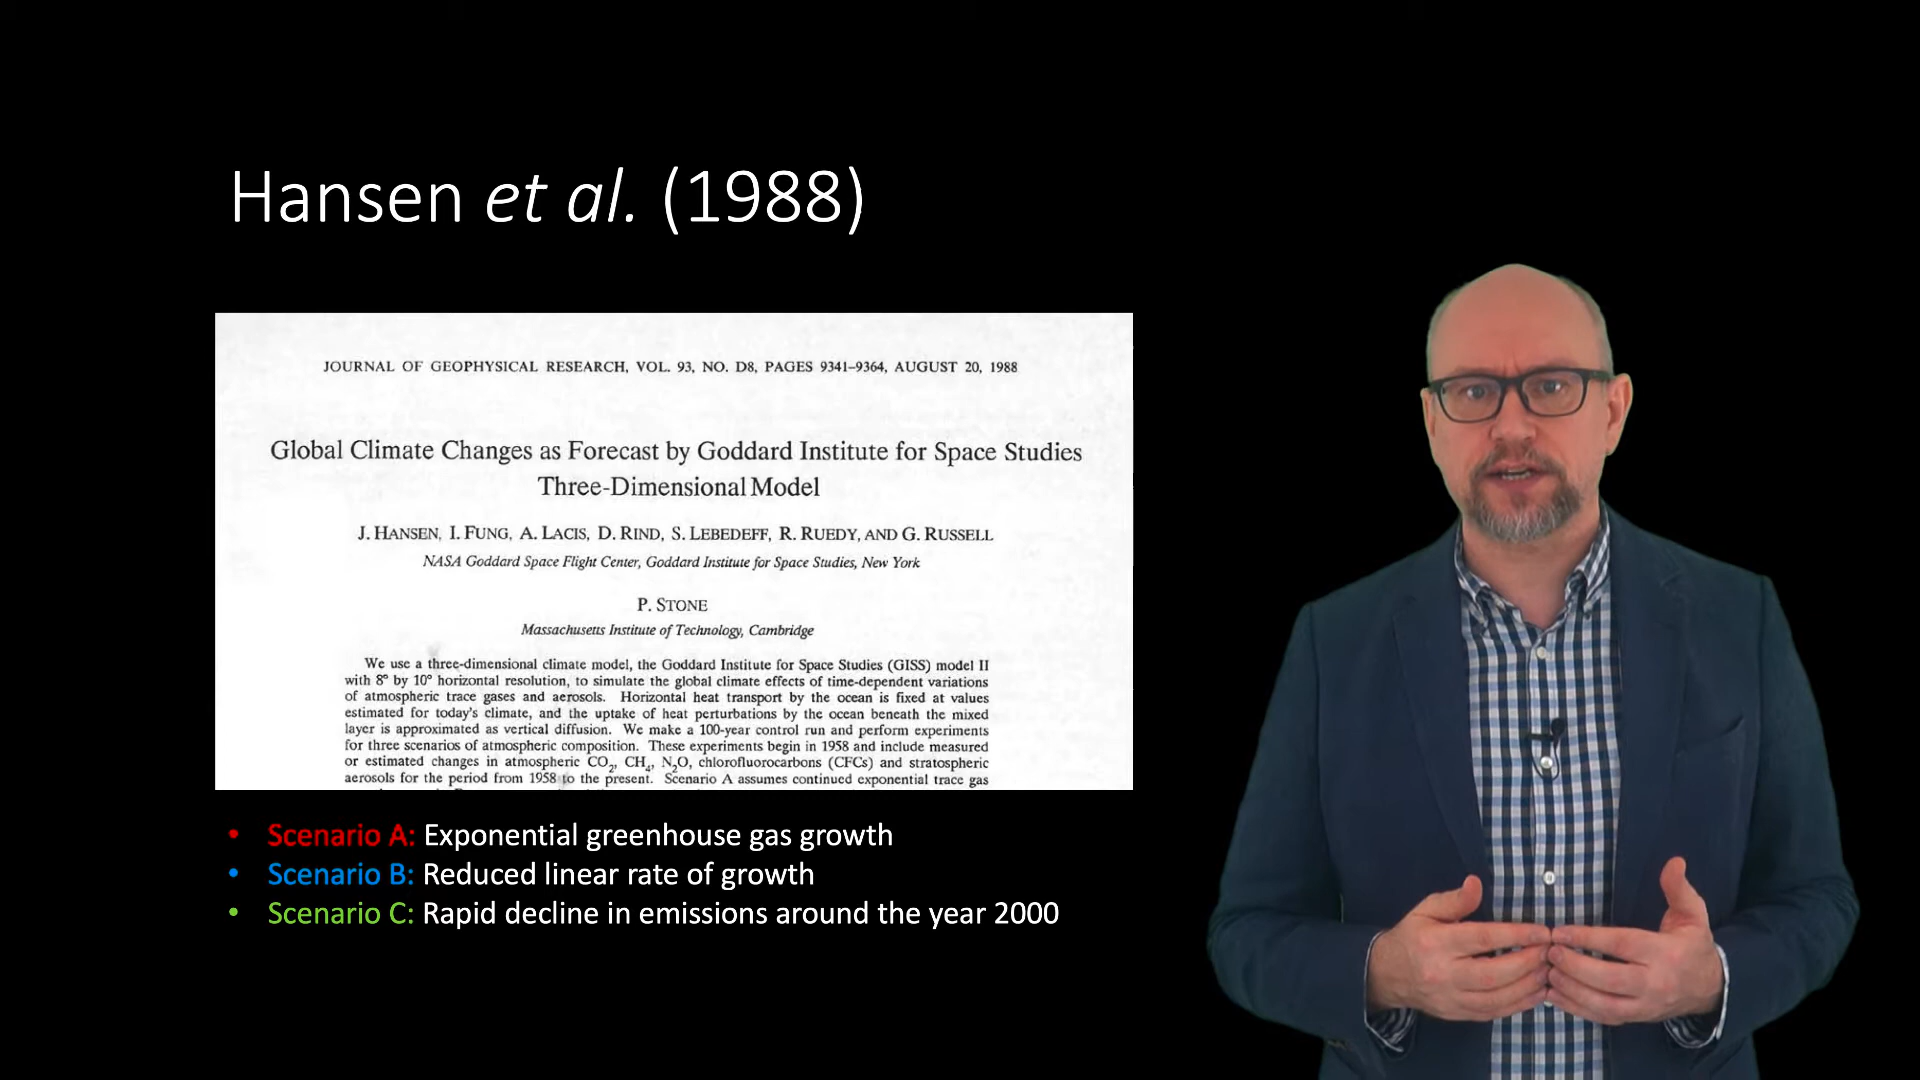 Hansen et al. (1988)
JOURNAL OF GEOPHYSICAL RESEARCH, VOL. 93, NO. D8, PAGES 9341–9364, AUGUST 20, 1988
Global Climate Changes as Forecast by Goddard Institute for Space Studies
Three-Dimensional Model
J. HANSEN, I. FUNG, A. LACIS, D. RIND, S. LEBEDEFF, R. RUEDY, AND G. RUSSELL
NASA Goddard Space Flight Center, Goddard Institute for Space Studies, New York
P. STONE
Massachusetts Institute of Technology, Cambridge
We use a three-dimensional climate model, the Goddard Institute for Space Studies (GISS) model II
with 8° by 10° horizontal resolution, to simulate the global climate effects of time-dependent variations
of atmospheric trace gases and aerosols. Horizontal heat transport by the ocean is fixed at values
estimated for today's climate, and the uptake of heat perturbations by the ocean beneath the mixed
layer is approximated as vertical diffusion. We make a 100-year control run and perform experiments
for three scenarios of atmospheric composition. These experiments begin in 1958 and include measured
or estimated changes in atmospheric CO₂, CH₄, N₂O, chlorofluorocarbons (CFCs) and stratospheric
aerosols for the period from 1958 to the present. Scenario A assumes continued exponential trace gas
• Scenario A: Exponential greenhouse gas growth
• Scenario B: Reduced linear rate of growth
• Scenario C: Rapid decline in emissions around the year 2000